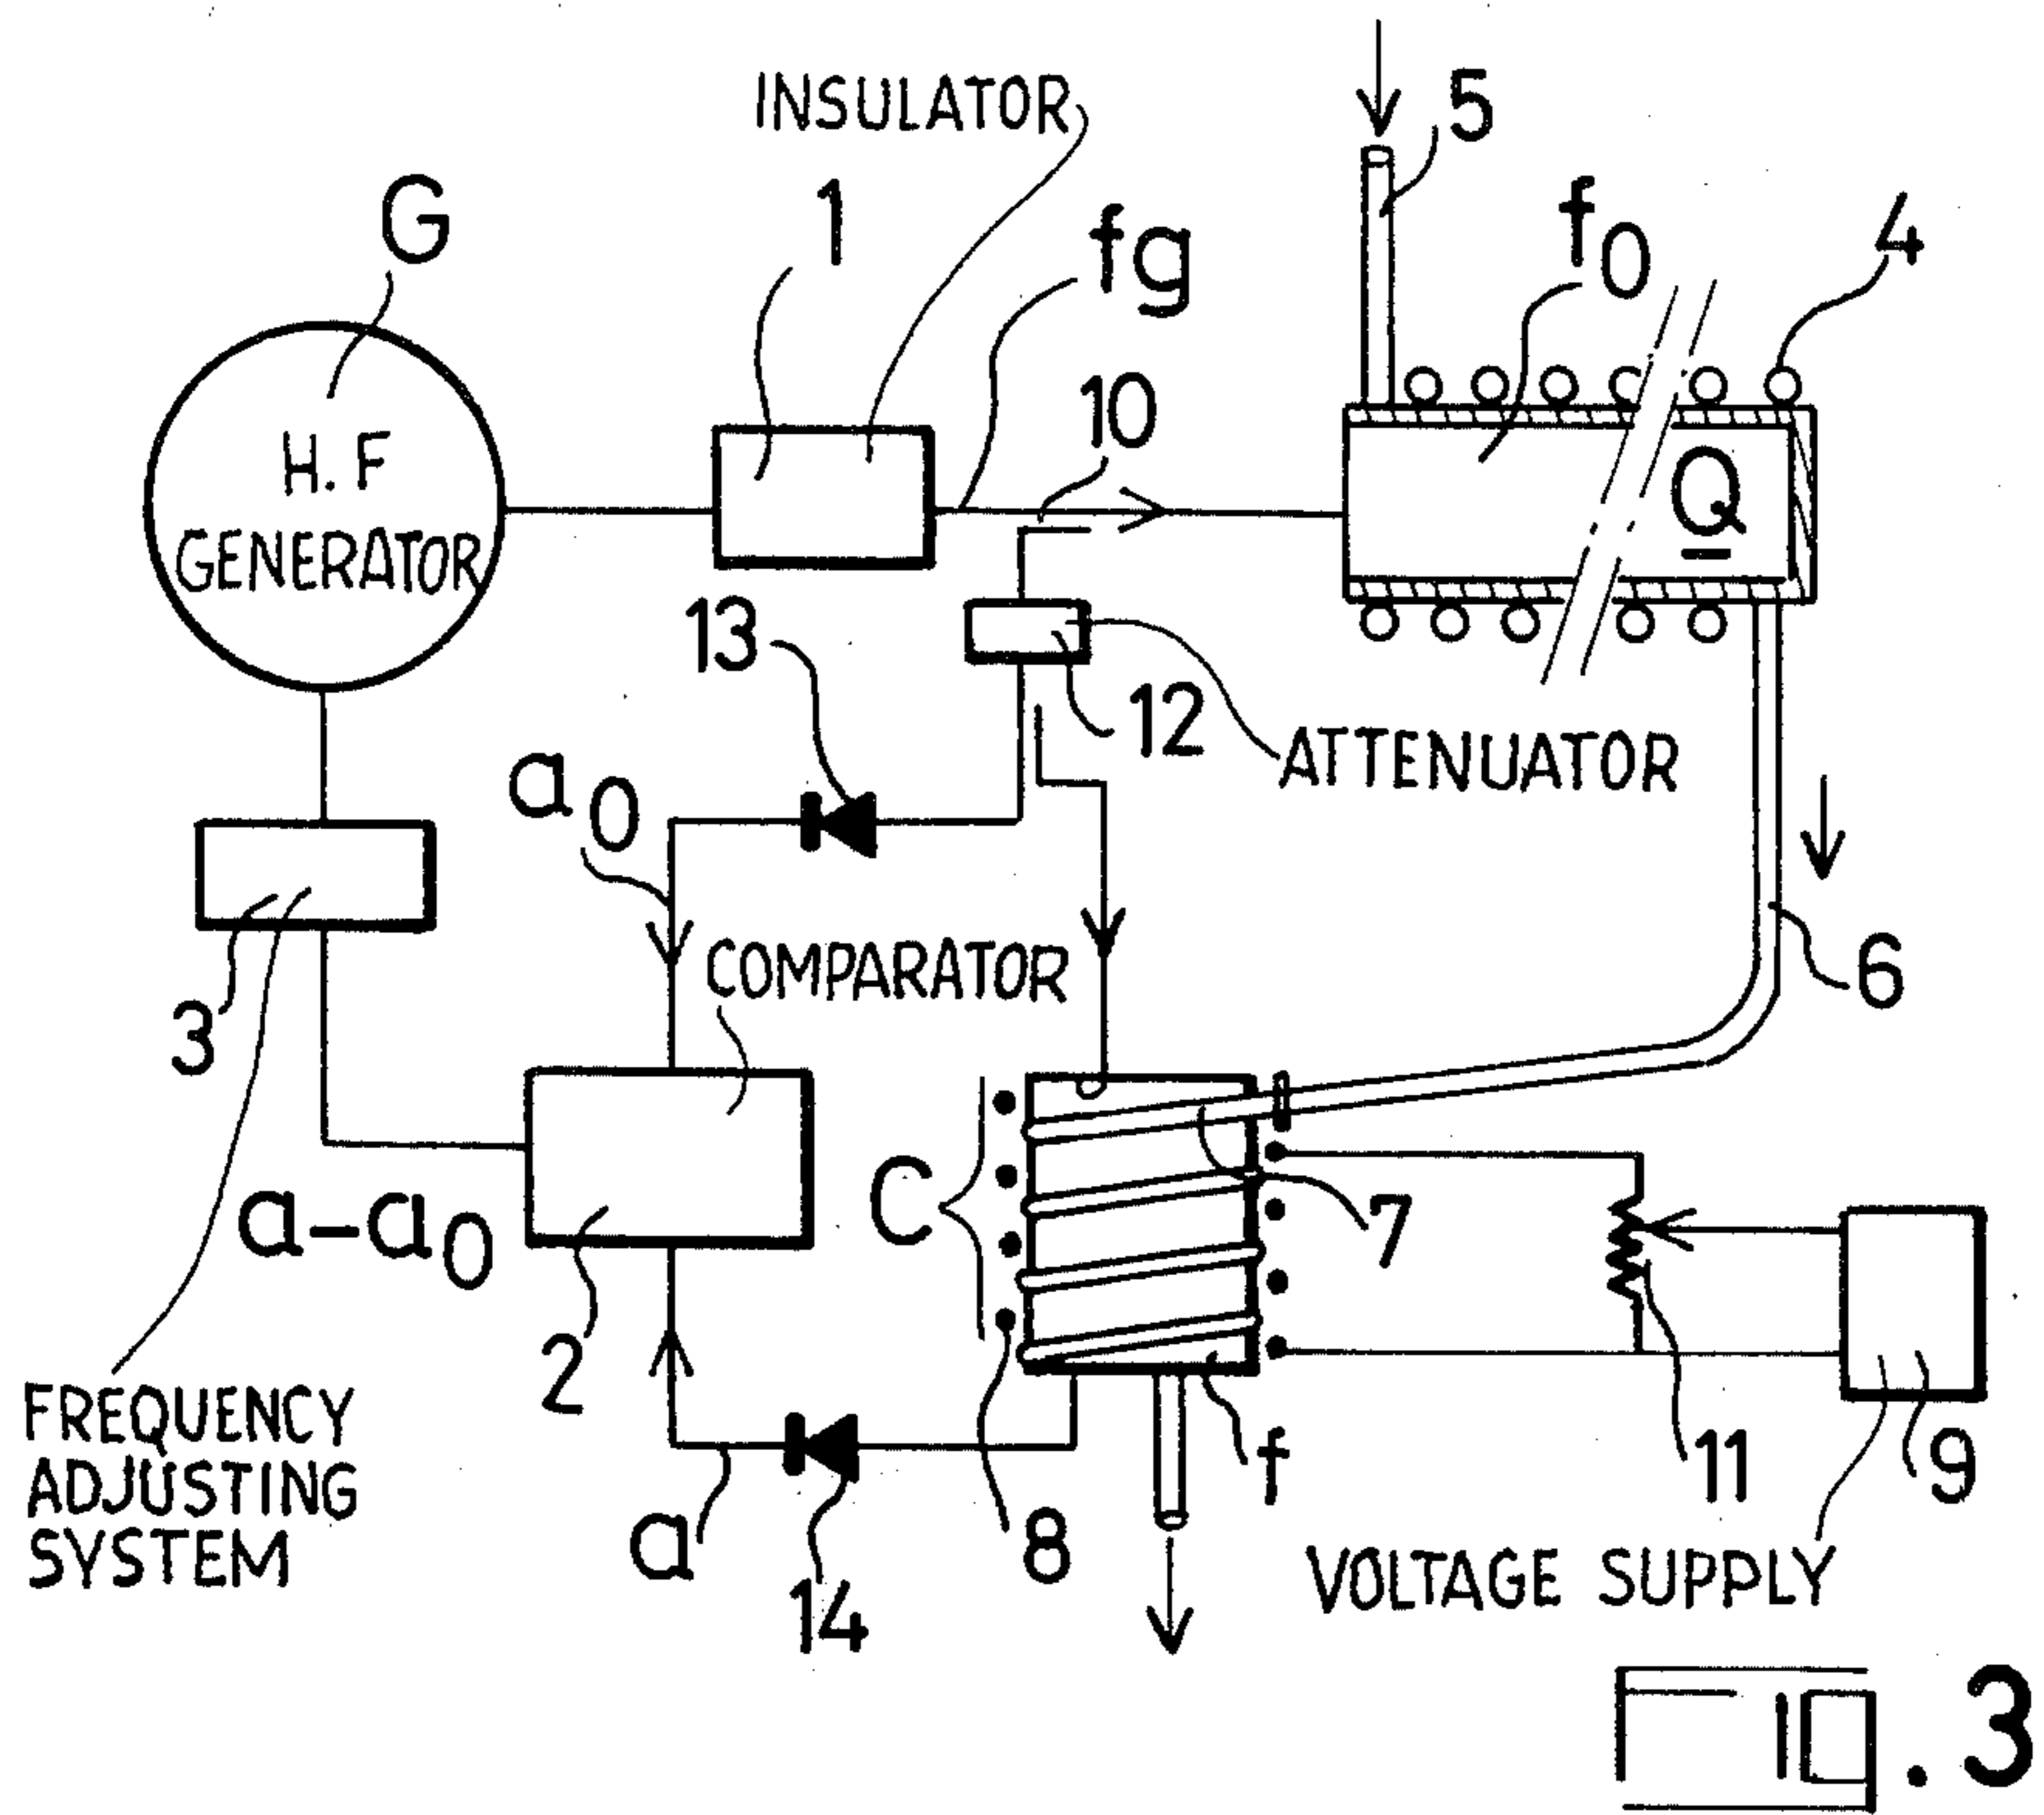 INSULATOR
5
G
1
fg
f0
4
10
H.F
GENERATOR
Q
13
12
ATTENUATOR
a0
COMPARATOR
6
3
C
7
a-a0
2
FREQUENCY
ADJUSTING
SYSTEM
a
14
8
f
11
9
VOLTAGE SUPPLY
FIG.3